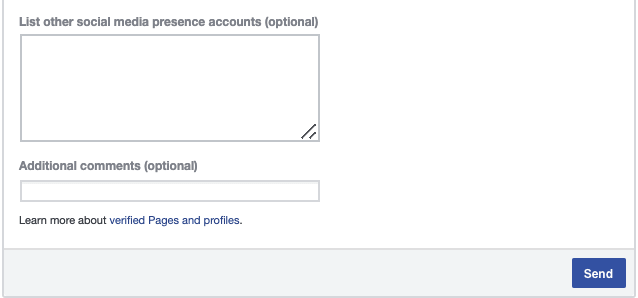 List other social media presence accounts (optional)
Additional comments (optional)
Learn more about verified Pages and profiles.
Send